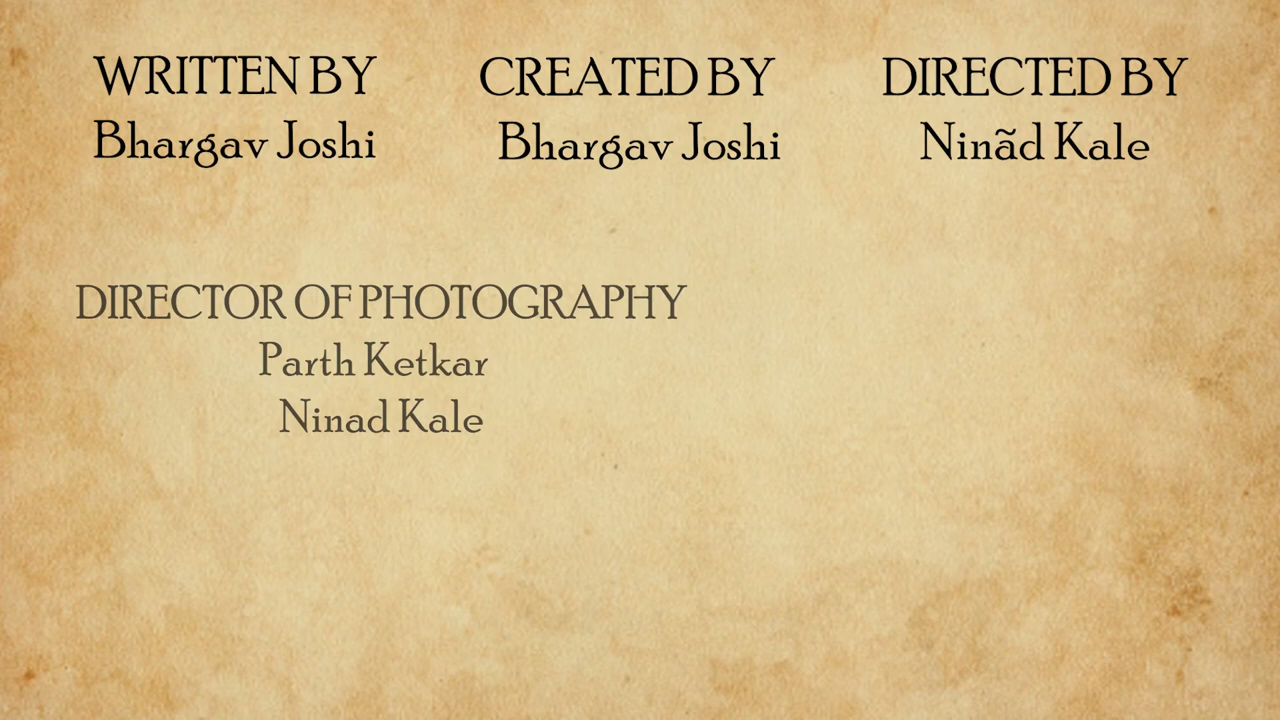 WRITTEN BY
Bhargav Joshi
CREATED BY
Bhargav Joshi
DIRECTED BY
Ninãd Kale
DIRECTOR OF PHOTOGRAPHY
Parth Ketkar
Ninad Kale